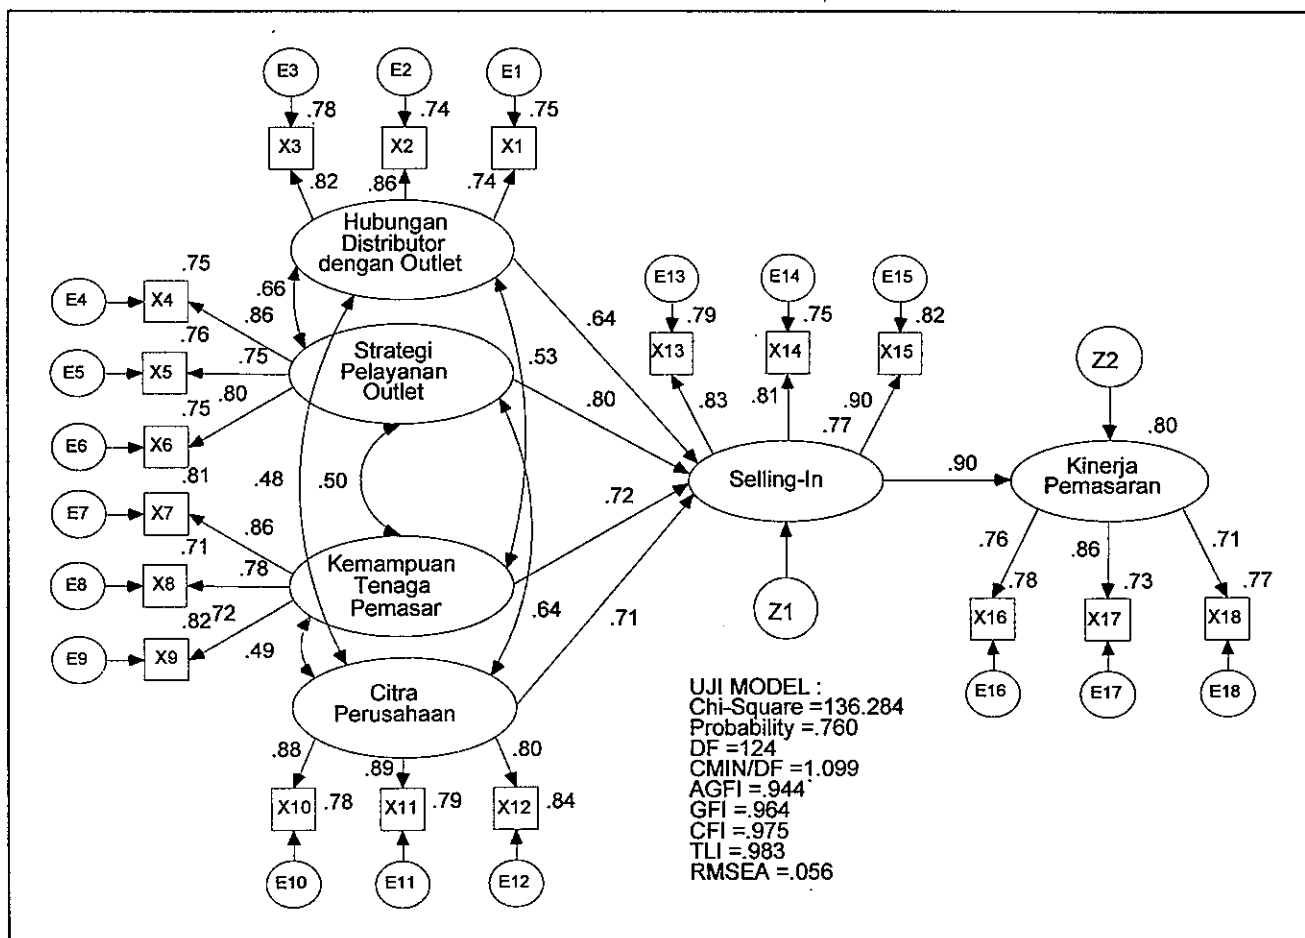 E3 E2 E1
.78 .74 .75
X3 X2 X1
.82 .86 .74
Hubungan
Distributor
dengan Outlet
.75
E4 X4
.66
.86
.76
E5 X5
.75
Strategi
Pelayanan
Outlet
.80
.75
E6 X6
.53
.64
.80
E13 E14 E15
.79 .75 .82
X13 X14 X15
.83 .81 .90
.77
Selling-In
Z1
.90
Z2
.80
Kinerja
Pemasaran
.76 .86 .71
.78 .73 .77
X16 X17 X18
E16 E17 E18
.81
E7 X7
.48
.50
.86
.71
E8 X8
.78
Kemampuan
Tenaga
Pemasar
.72
.82 .72
E9 X9
.49
.64
.71
Citra
Perusahaan
.88 .89 .80
X10 .78 X11 .79 X12 .84
E10 E11 E12
UJI MODEL :
Chi-Square =136.284
Probability =.760
DF =124
CMIN/DF =1.099
AGFI =.944
GFI =.964
CFI =.975
TLI =.983
RMSEA =.056